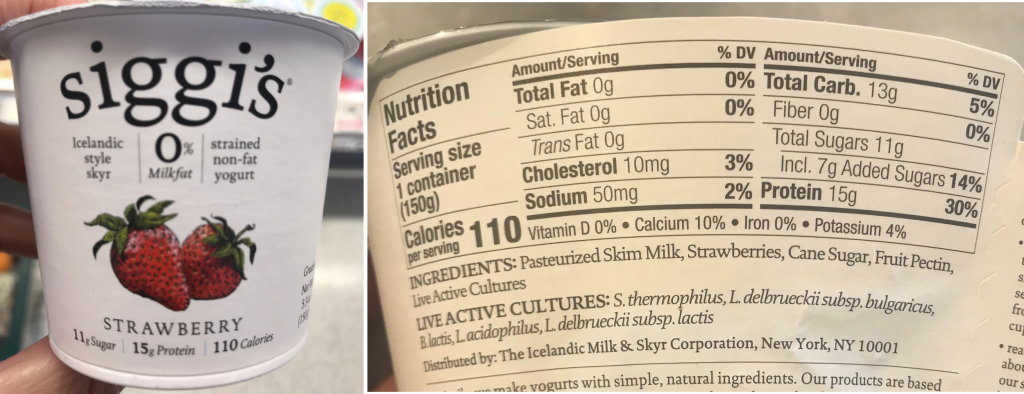 siggi's
Icelandic style skyr
0% Milkfat
strained non-fat yogurt
STRAWBERRY
11g Sugar | 15g Protein | 110 Calories
Nutrition Facts
Serving size 1 container (150g)
Calories per serving 110
Amount/Serving % DV
Total Fat 0g 0%
Sat. Fat 0g 0%
Trans Fat 0g
Cholesterol 10mg 3%
Sodium 50mg 2%
Amount/Serving % DV
Total Carb. 13g 5%
Fiber 0g 0%
Total Sugars 11g
Incl. 7g Added Sugars 14%
Protein 15g 30%
Vitamin D 0% • Calcium 10% • Iron 0% • Potassium 4%
INGREDIENTS: Pasteurized Skim Milk, Strawberries, Cane Sugar, Fruit Pectin,
Live Active Cultures
LIVE ACTIVE CULTURES: S. thermophilus, L. delbrueckii subsp. bulgaricus,
B. lactis, L. acidophilus, L. delbrueckii subsp. lactis
Distributed by: The Icelandic Milk & Skyr Corporation, New York, NY 10001
make yogurts with simple, natural ingredients. Our products are based